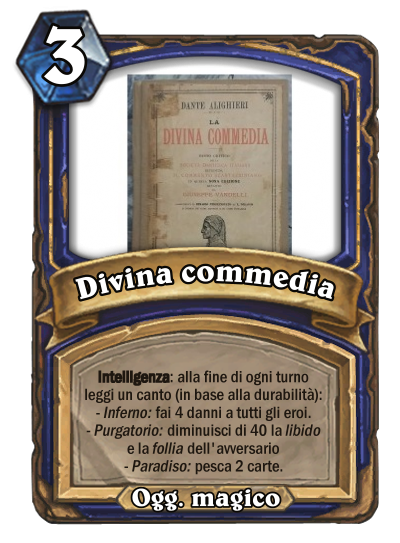 3
DANTE ALIGHIERI
LA
DIVINA COMMEDIA
Divina commedia
Intelligenza: alla fine di ogni turno
leggi un canto (in base alla durabilità):
- Inferno: fai 4 danni a tutti gli eroi.
- Purgatorio: diminuisci di 40 la libido
e la follia dell'avversario
- Paradiso: pesca 2 carte.
Ogg. magico